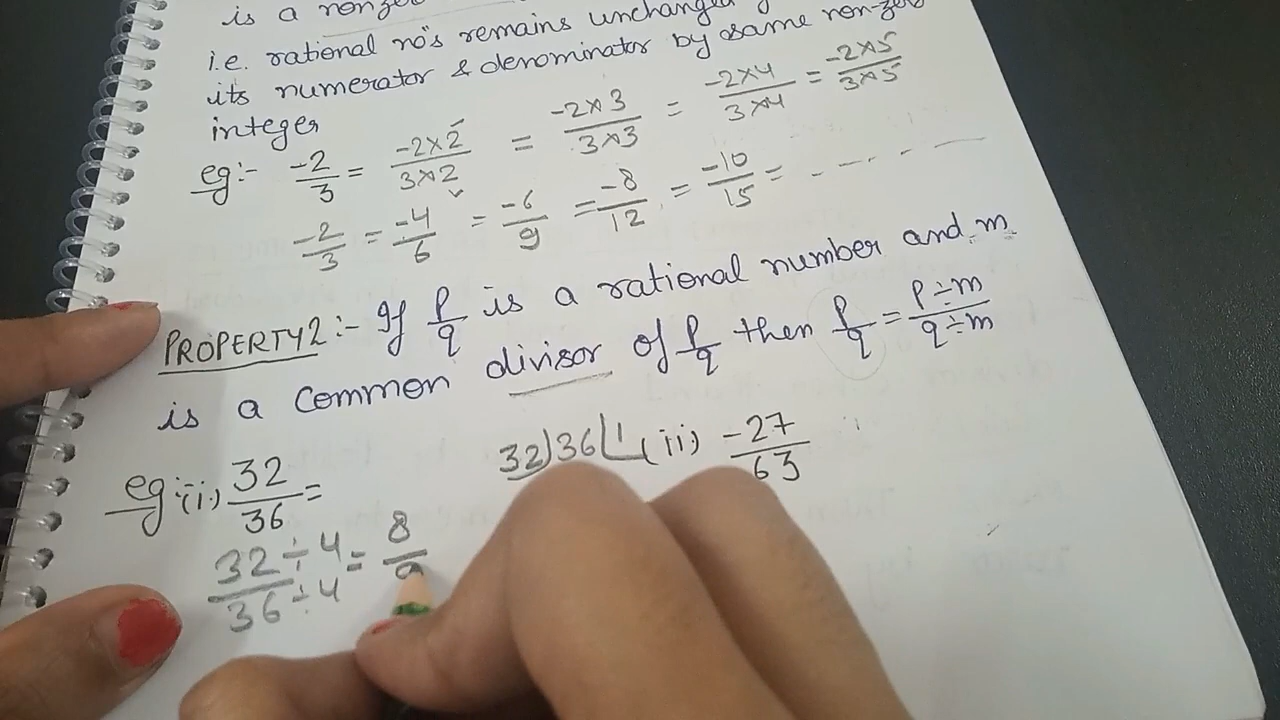 is a nonze
i.e. rational no's remains unchanged
its numerator & denominator by same non-zero
integer
eg:- -2/3 = -2×2/3×2 = -2×3/3×3 = -2×4/3×4 = -2×5/3×5
-2/3 = -4/6 = -6/9 = -8/12 = -10/15 = - - - -
PROPERTY2:- If p/q is a rational number and m
is a common divisor of p/q then p/q = p÷m/q÷m
eg:-(i) 32/36 = 32)36(1 (ii) -27/63
32÷4/36÷4 = 8/9